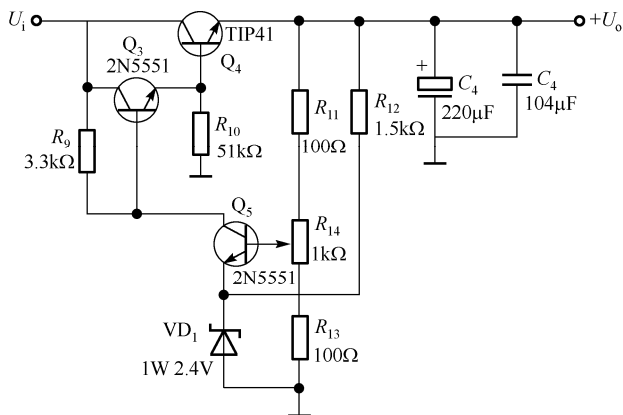 Ui
TIP41
+Uo
Q3
2N5551
Q4
+
C4
220μF
C4
104μF
R9
3.3kΩ
R10
51kΩ
R11
100Ω
R12
1.5kΩ
Q5
2N5551
R14
1kΩ
VD1
1W 2.4V
R13
100Ω